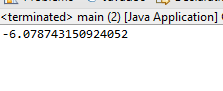 <terminated> main (2) [Java Application]
-6.078743150924052